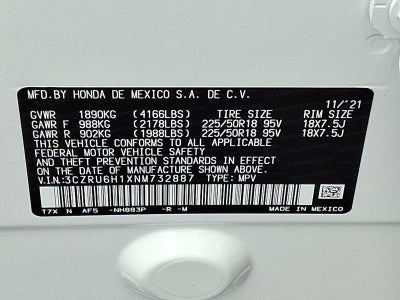 MFD.BY HONDA DE MEXICO S.A. DE C.V.
11/'21
GVWR 1890KG (4166LBS) TIRE SIZE RIM SIZE
GAWR F 988KG (2178LBS) 225/50R18 95V 18X7.5J
GAWR R 902KG (1988LBS) 225/50R18 95V 18X7.5J
THIS VEHICLE CONFORMS TO ALL APPLICABLE
FEDERAL MOTOR VEHICLE SAFETY STANDARDS IN EFFECT
ON THE DATE OF MANUFACTURE SHOWN ABOVE.
V.I.N.:3CZRU6H1XNM732887 TYPE: MPV
T7X N AF5 -NH883P -R -M MADE IN MEXICO